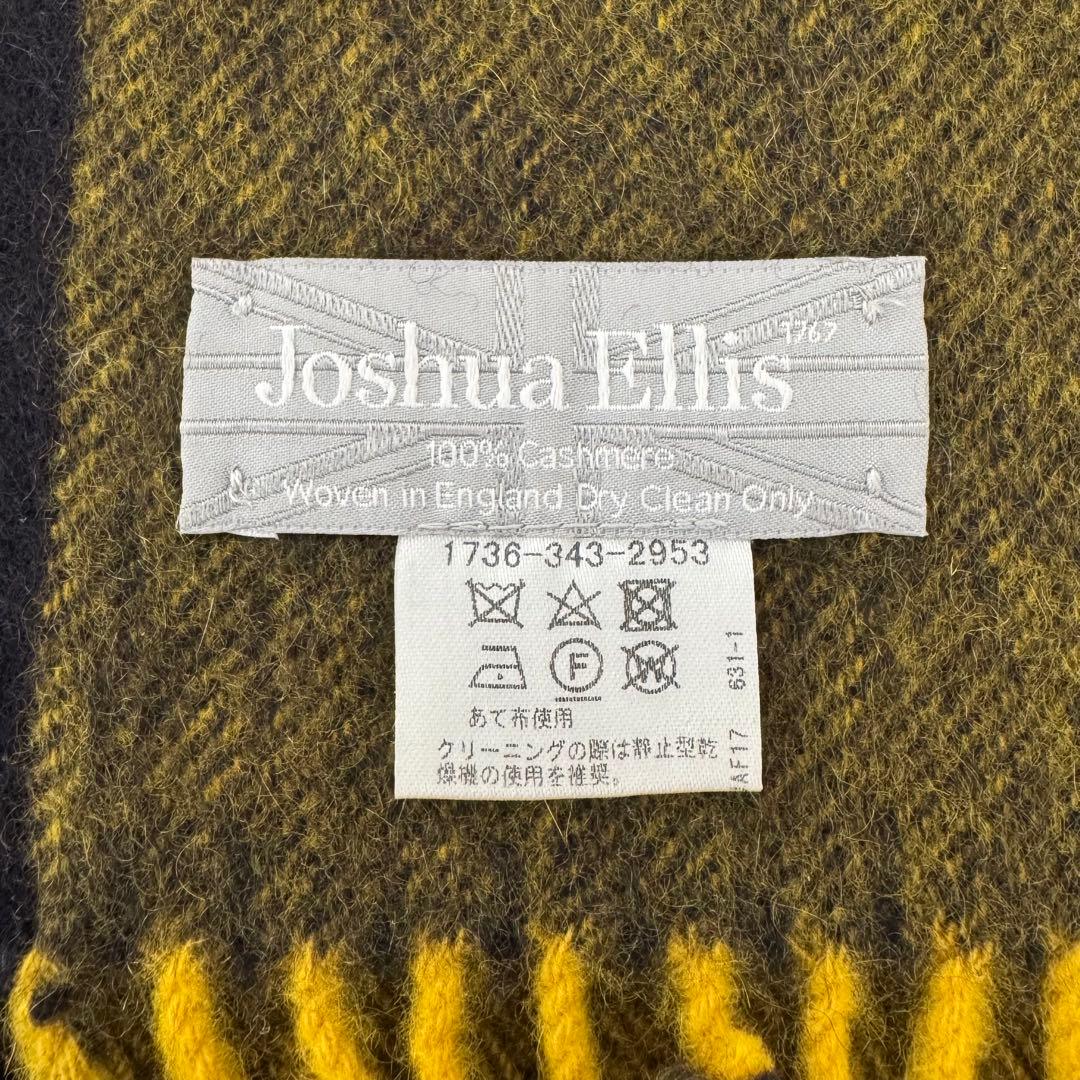 Joshua Ellis 1767
100% Cashmere
Woven in England Dry Clean Only
1736-343-2953
F W
あて布使用
クリーニングの際は静止型乾
燥機の使用を推奨。
631-1